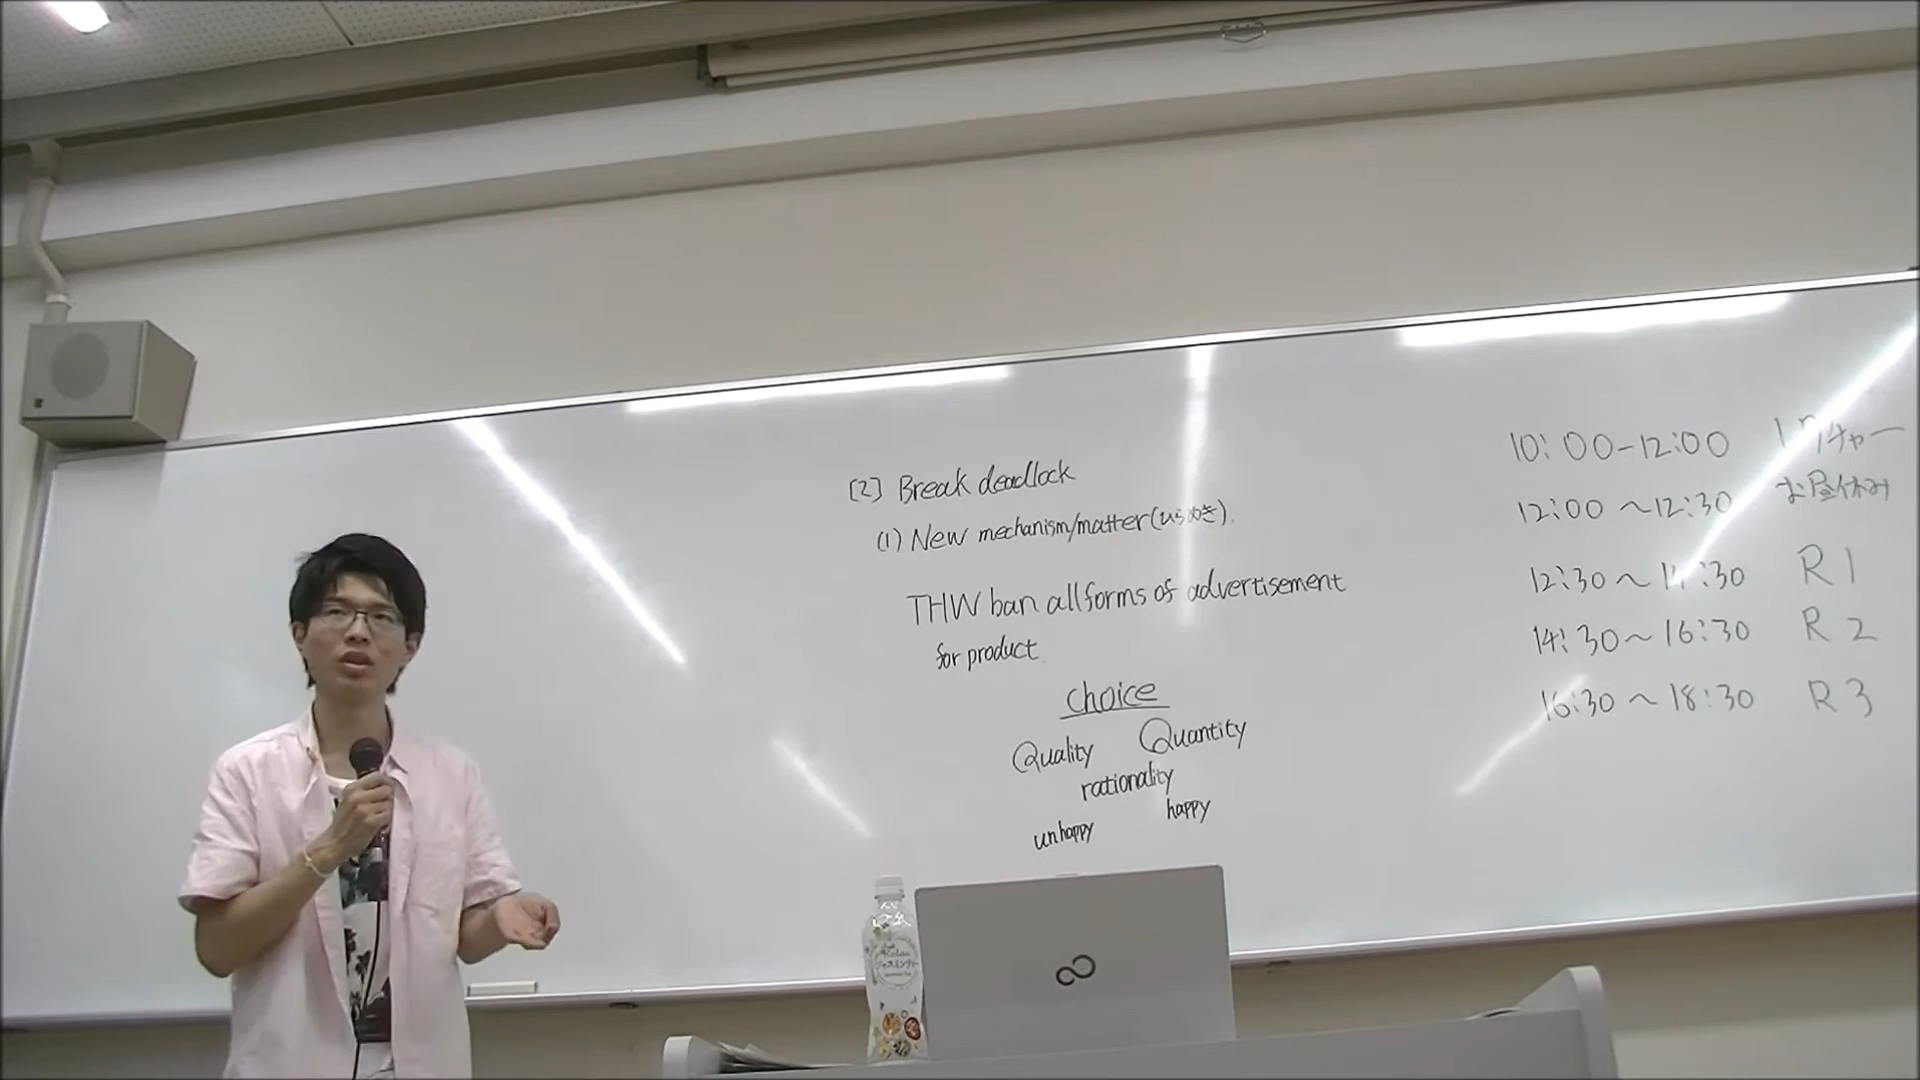 [2] Break deadlock
(1) New mechanism/matter(ひらめき).
THW ban all forms of advertisement
for product
choice
Quality Quantity
rationality
happy
unhappy
10:00-12:00 レクチャー
12:00～12:30 お昼休み
12:30～14:30 R1
14:30～16:30 R2
16:30～18:30 R3